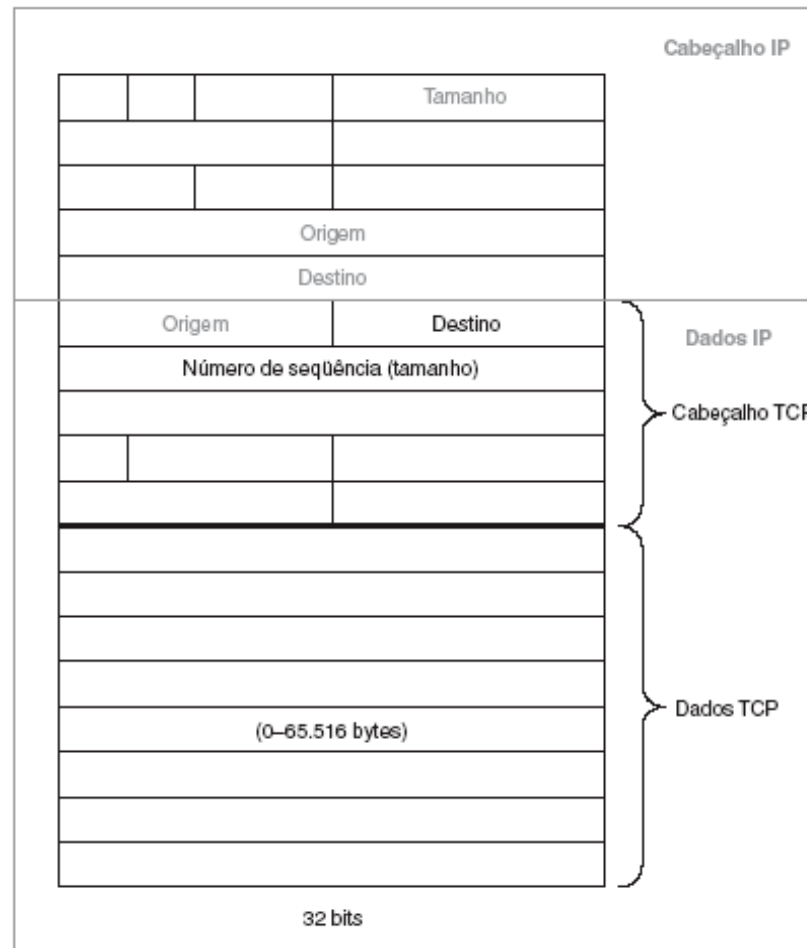 Cabeçalho IP
Tamanho
Origem
Destino
Origem
Destino
Dados IP
Número de seqüência (tamanho)
Cabeçalho TCP
(0–65.516 bytes)
Dados TCP
32 bits